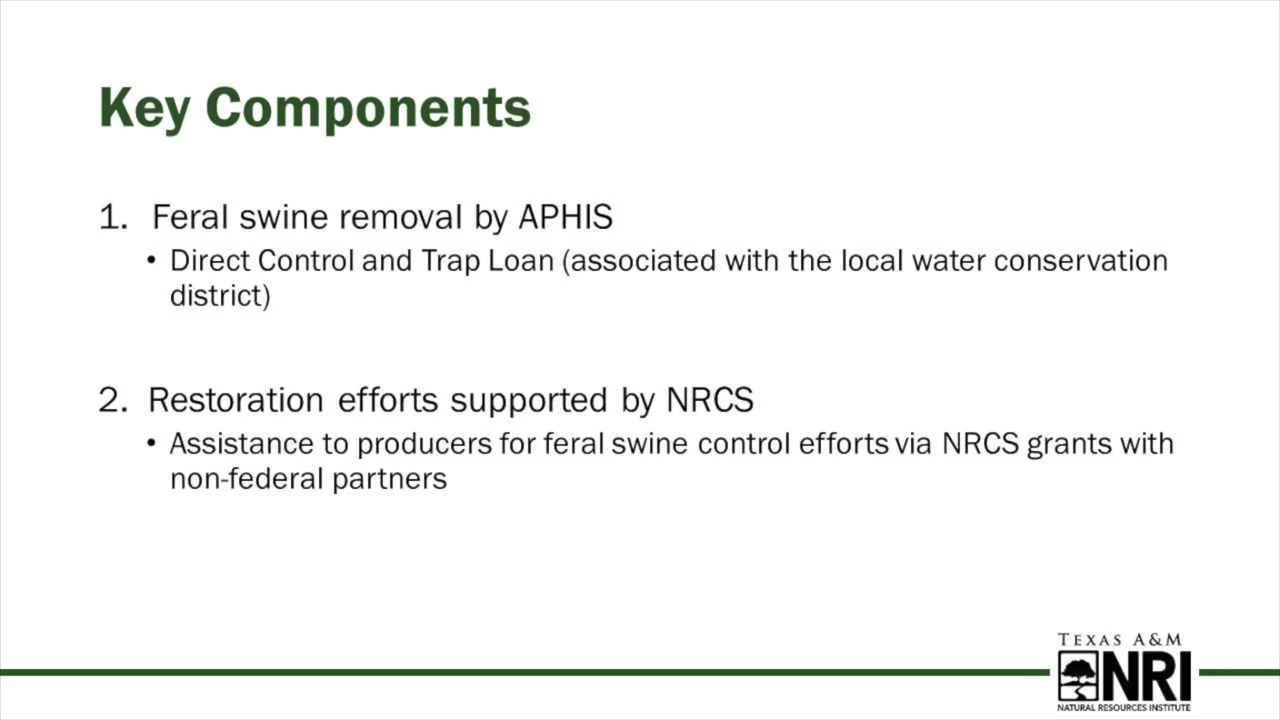 Key Components
1. Feral swine removal by APHIS
• Direct Control and Trap Loan (associated with the local water conservation
district)
2. Restoration efforts supported by NRCS
• Assistance to producers for feral swine control efforts via NRCS grants with
non-federal partners
TEXAS A&M
NRI
NATURAL RESOURCES INSTITUTE